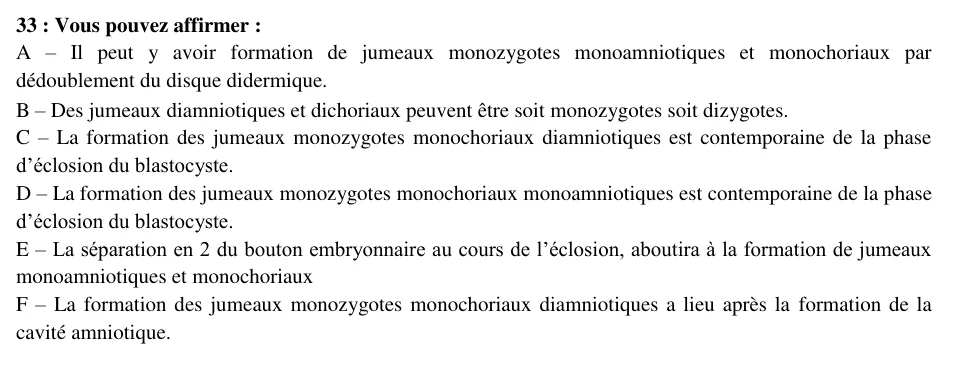 33 : Vous pouvez affirmer :
A – Il peut y avoir formation de jumeaux monozygotes monoamniotiques et monochoriaux par
dédoublement du disque didermique.
B – Des jumeaux diamniotiques et dichoriaux peuvent être soit monozygotes soit dizygotes.
C – La formation des jumeaux monozygotes monochoriaux diamniotiques est contemporaine de la phase
d'éclosion du blastocyste.
D – La formation des jumeaux monozygotes monochoriaux monoamniotiques est contemporaine de la phase
d'éclosion du blastocyste.
E – La séparation en 2 du bouton embryonnaire au cours de l'éclosion, aboutira à la formation de jumeaux
monoamniotiques et monochoriaux
F – La formation des jumeaux monozygotes monochoriaux diamniotiques a lieu après la formation de la
cavité amniotique.